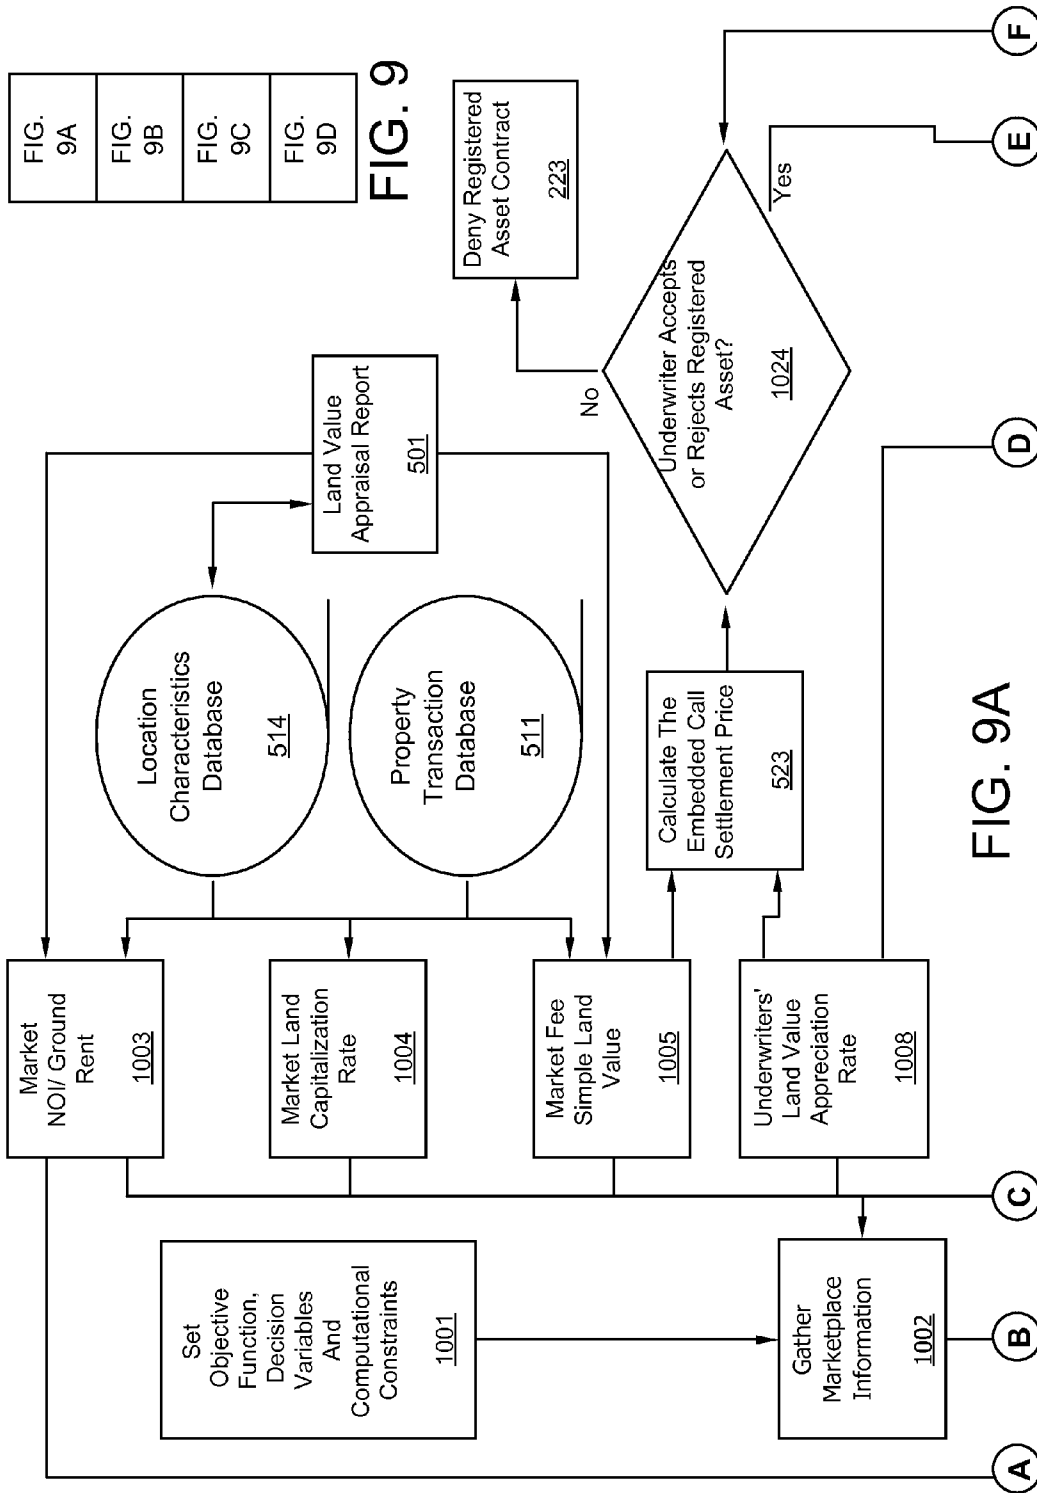 FIG.
9A
FIG.
9B
FIG.
9C
FIG.
9D
FIG. 9
Set
Objective
Function,
Decision
Variables
And
Computational
Constraints
1001
Gather
Marketplace
Information
1002
Market
NOI/ Ground
Rent
1003
Market Land
Capitalization
Rate
1004
Market Fee
Simple Land
Value
1005
Underwriters'
Land Value
Appreciation
Rate
1008
Location
Characteristics
Database
514
Property
Transaction
Database
511
Land Value
Appraisal Report
501
Calculate The
Embedded Call
Settlement Price
523
Underwriter Accepts
or Rejects Registered
Asset?
1024
No
Yes
Deny Registered
Asset Contract
223
A
B
C
D
E
F
FIG. 9A